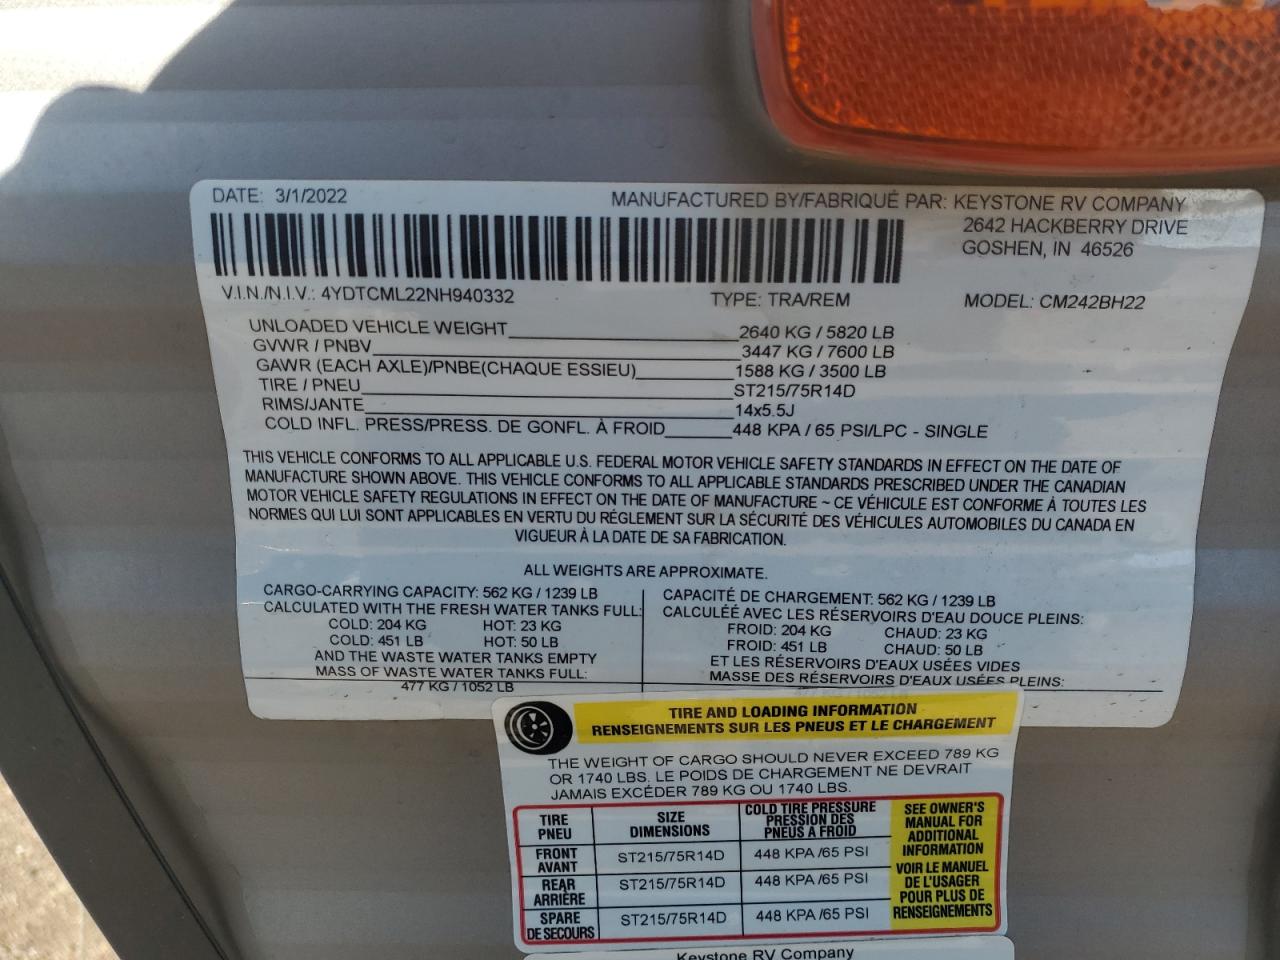 DATE: 3/1/2022 MANUFACTURED BY/FABRIQUÉ PAR: KEYSTONE RV COMPANY
2642 HACKBERRY DRIVE
GOSHEN, IN 46526
V.I.N./N.I.V.: 4YDTCML22NH940332 TYPE: TRA/REM MODEL: CM242BH22
UNLOADED VEHICLE WEIGHT 2640 KG / 5820 LB
GVWR / PNBV 3447 KG / 7600 LB
GAWR (EACH AXLE)/PNBE(CHAQUE ESSIEU) 1588 KG / 3500 LB
TIRE / PNEU ST215/75R14D
RIMS/JANTE 14x5.5J
COLD INFL. PRESS/PRESS. DE GONFL. À FROID 448 KPA / 65 PSI/LPC - SINGLE
THIS VEHICLE CONFORMS TO ALL APPLICABLE U.S. FEDERAL MOTOR VEHICLE SAFETY STANDARDS IN EFFECT ON THE DATE OF
MANUFACTURE SHOWN ABOVE. THIS VEHICLE CONFORMS TO ALL APPLICABLE STANDARDS PRESCRIBED UNDER THE CANADIAN
MOTOR VEHICLE SAFETY REGULATIONS IN EFFECT ON THE DATE OF MANUFACTURE ~ CE VÉHICULE EST CONFORME À TOUTES LES
NORMES QUI LUI SONT APPLICABLES EN VERTU DU RÉGLEMENT SUR LA SÉCURITÉ DES VÉHICULES AUTOMOBILES DU CANADA EN
VIGUEUR À LA DATE DE SA FABRICATION.
ALL WEIGHTS ARE APPROXIMATE.
CARGO-CARRYING CAPACITY: 562 KG / 1239 LB
CALCULATED WITH THE FRESH WATER TANKS FULL:
COLD: 204 KG HOT: 23 KG
COLD: 451 LB HOT: 50 LB
AND THE WASTE WATER TANKS EMPTY
MASS OF WASTE WATER TANKS FULL:
477 KG / 1052 LB
CAPACITÉ DE CHARGEMENT: 562 KG / 1239 LB
CALCULÉE AVEC LES RÉSERVOIRS D'EAU DOUCE PLEINS:
FROID: 204 KG CHAUD: 23 KG
FROID: 451 LB CHAUD: 50 LB
ET LES RÉSERVOIRS D'EAUX USÉES VIDES
MASSE DES RÉSERVOIRS D'EAUX USÉES PLEINS:
TIRE AND LOADING INFORMATION
RENSEIGNEMENTS SUR LES PNEUS ET LE CHARGEMENT
THE WEIGHT OF CARGO SHOULD NEVER EXCEED 789 KG
OR 1740 LBS. LE POIDS DE CHARGEMENT NE DEVRAIT
JAMAIS EXCÉDER 789 KG OU 1740 LBS.
TIRE
PNEU
SIZE
DIMENSIONS
COLD TIRE PRESSURE
PRESSION DES
PNEUS A FROID
FRONT
AVANT
ST215/75R14D 448 KPA /65 PSI
REAR
ARRIÈRE
ST215/75R14D 448 KPA /65 PSI
SPARE
DE SECOURS
ST215/75R14D 448 KPA /65 PSI
SEE OWNER'S
MANUAL FOR
ADDITIONAL
INFORMATION
VOIR LE MANUEL
DE L'USAGER
POUR PLUS DE
RENSEIGNEMENTS
Keystone RV Company